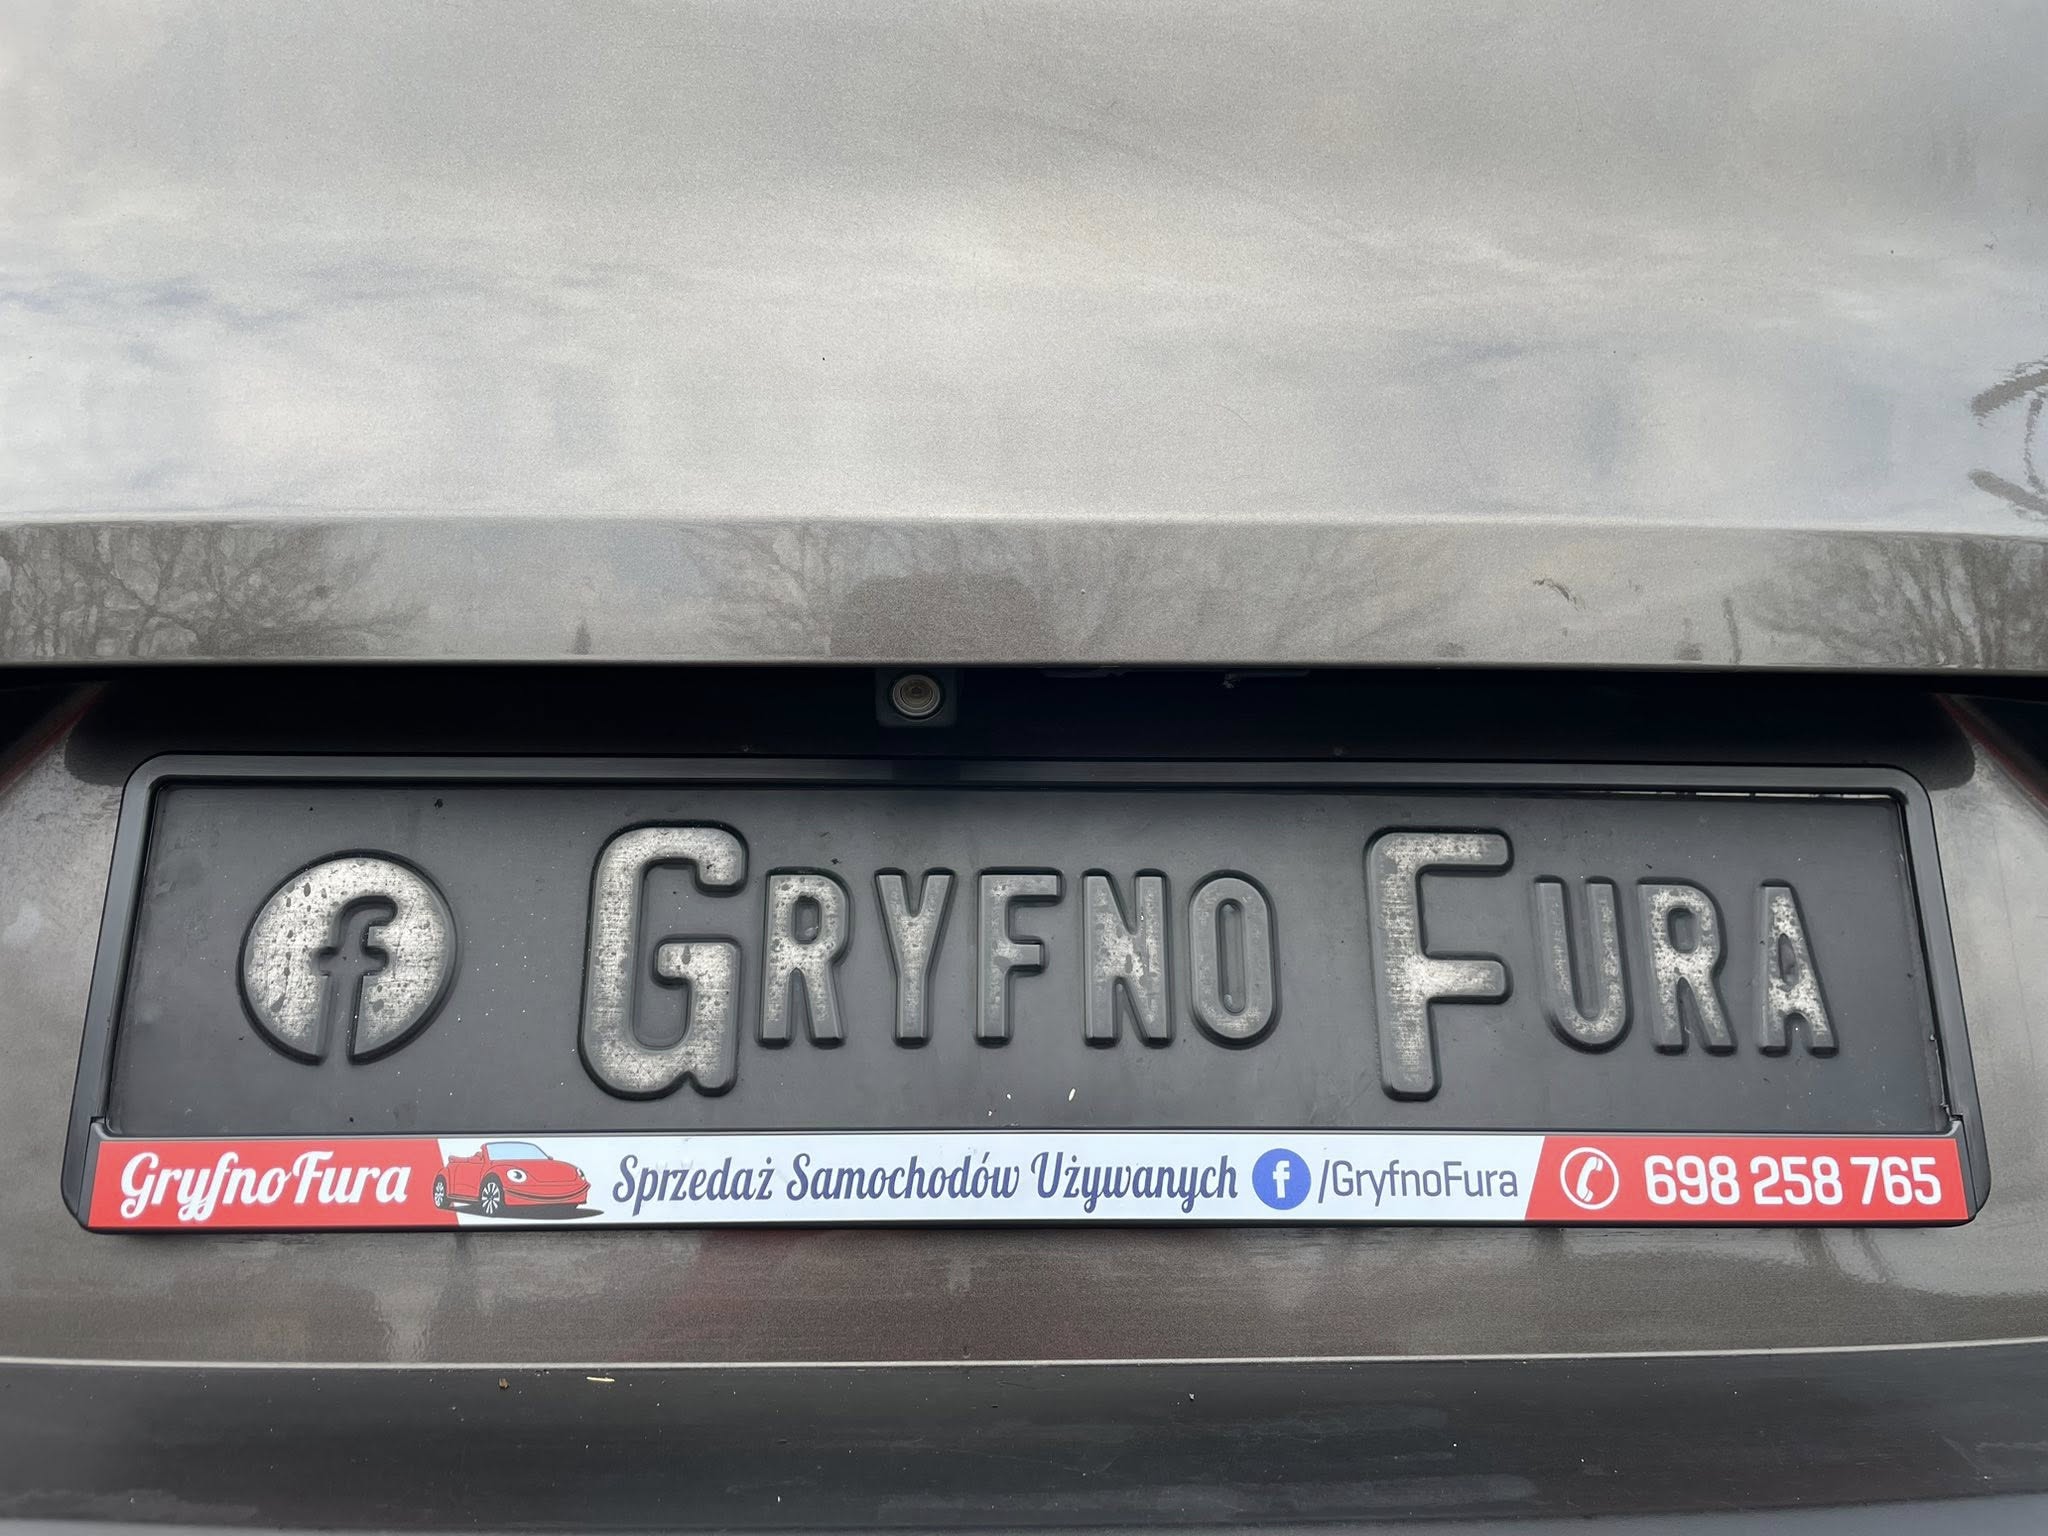 GRYFNO FURA
GryfnoFura Sprzedaż Samochodów Używanych /GryfnoFura 698 258 765